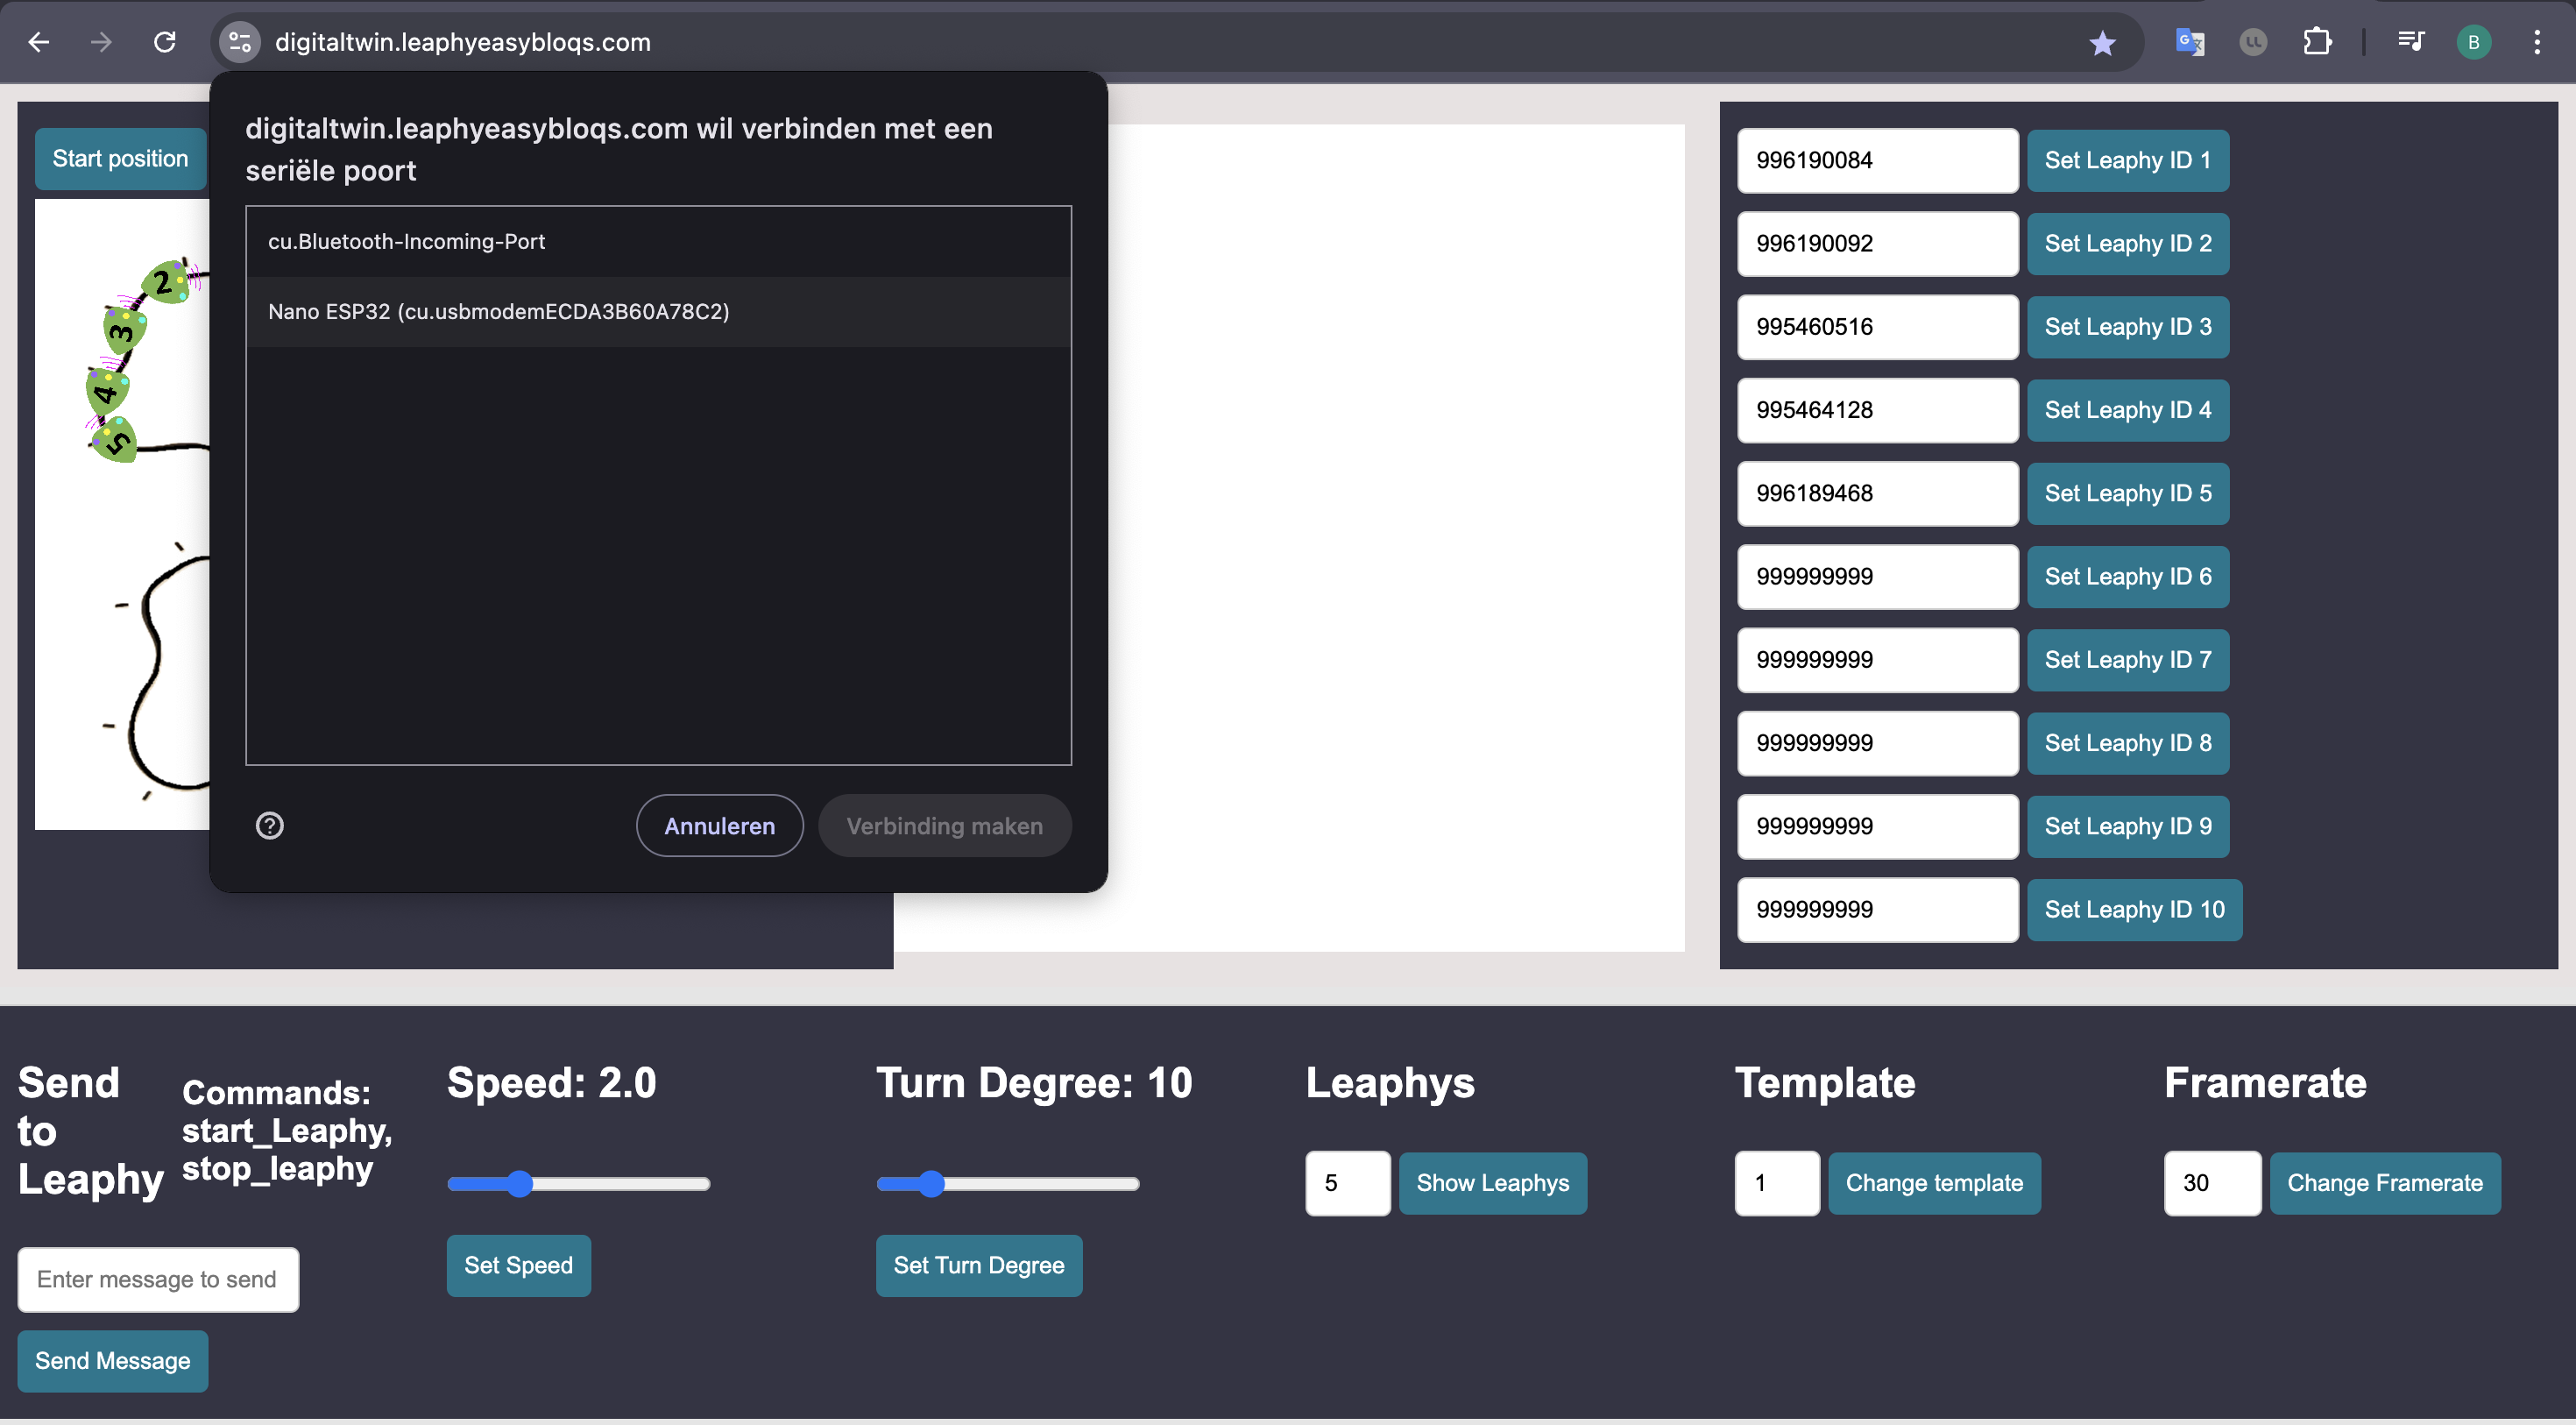 digitaltwin.leaphyeasybloqs.com
B
digitaltwin.leaphyeasybloqs.com wil verbinden met een
seriële poort
cu.Bluetooth-Incoming-Port
Nano ESP32 (cu.usbmodemECDA3B60A78C2)
Annuleren
Verbinding maken
Start position
2
3
4
5
996190084 Set Leaphy ID 1
996190092 Set Leaphy ID 2
995460516 Set Leaphy ID 3
995464128 Set Leaphy ID 4
996189468 Set Leaphy ID 5
999999999 Set Leaphy ID 6
999999999 Set Leaphy ID 7
999999999 Set Leaphy ID 8
999999999 Set Leaphy ID 9
999999999 Set Leaphy ID 10
Send
to
Leaphy
Commands:
start_Leaphy,
stop_leaphy
Enter message to send
Send Message
Speed: 2.0
Set Speed
Turn Degree: 10
Set Turn Degree
Leaphys
5 Show Leaphys
Template
1 Change template
Framerate
30 Change Framerate